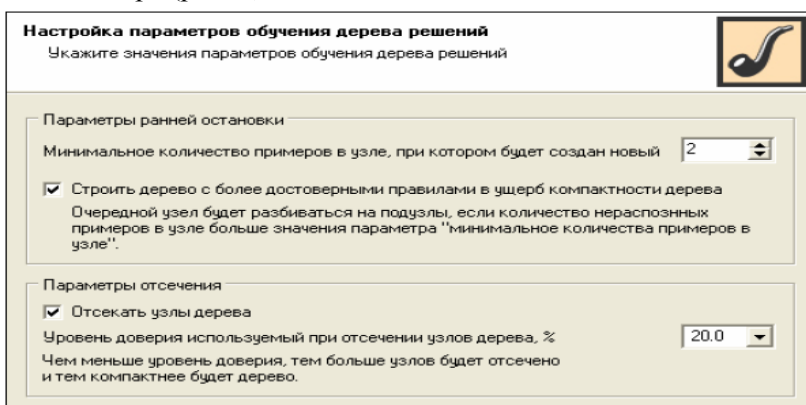 Настройка параметров обучения дерева решений
Укажите значения параметров обучения дерева решений
Параметры ранней остановки
Минимальное количество примеров в узле, при котором будет создан новый 2
Строить дерево с более достоверными правилами в ущерб компактности дерева
Очередной узел будет разбиваться на подузлы, если количество нераспознных
примеров в узле больше значения параметра "минимальное количества примеров в
узле".
Параметры отсечения
Отсекать узлы дерева
Уровень доверия используемый при отсечении узлов дерева, % 20.0
Чем меньше уровень доверия, тем больше узлов будет отсечено
и тем компактнее будет дерево.